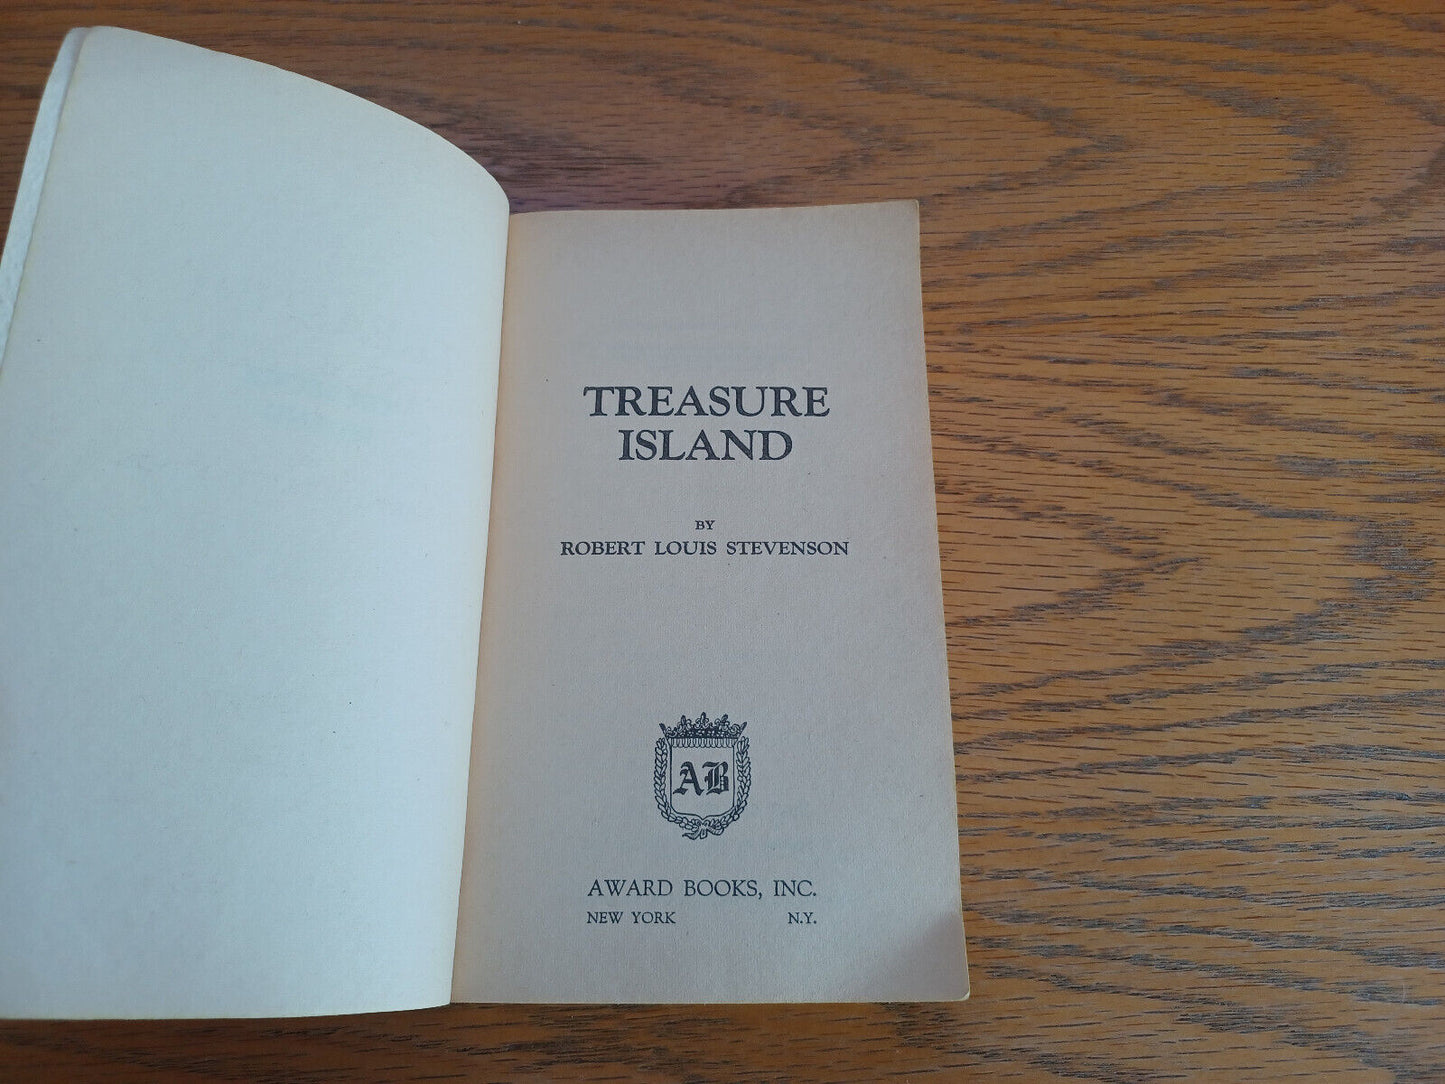 TREASURE
ISLAND
BY
ROBERT LOUIS STEVENSON
AB
AWARD BOOKS, INC.
NEW YORK N.Y.